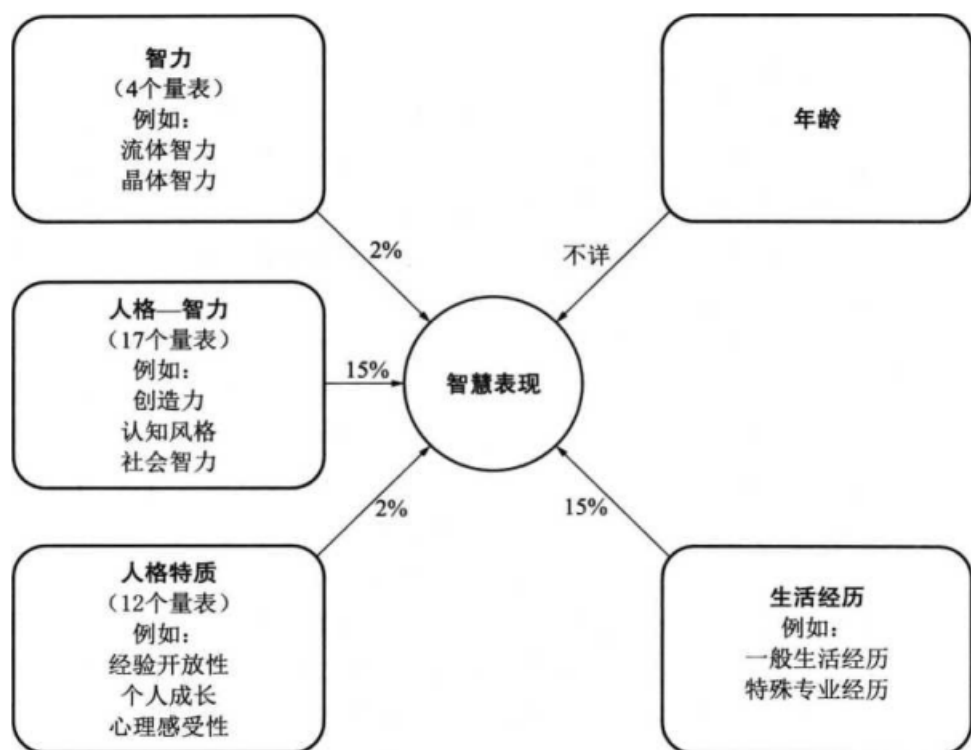 智力
（4个量表）
例如：
流体智力
晶体智力
年龄
2%
不详
人格—智力
（17个量表）
例如：
创造力
认知风格
社会智力
15%
智慧表现
人格特质
（12个量表）
例如：
经验开放性
个人成长
心理感受性
2%
15%
生活经历
例如：
一般生活经历
特殊专业经历